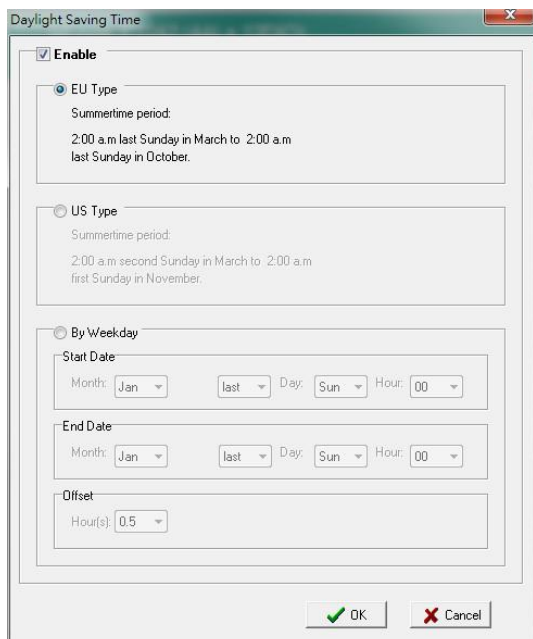 Daylight Saving Time
Enable
EU Type
Summertime period:
2:00 a.m last Sunday in March to 2:00 a.m
last Sunday in October.
US Type
Summertime period:
2:00 a.m second Sunday in March to 2:00 a.m
first Sunday in November.
By Weekday
Start Date
Month: Jan last Day: Sun Hour: 00
End Date
Month: Jan last Day: Sun Hour: 00
Offset
Hour(s): 0.5
OK Cancel